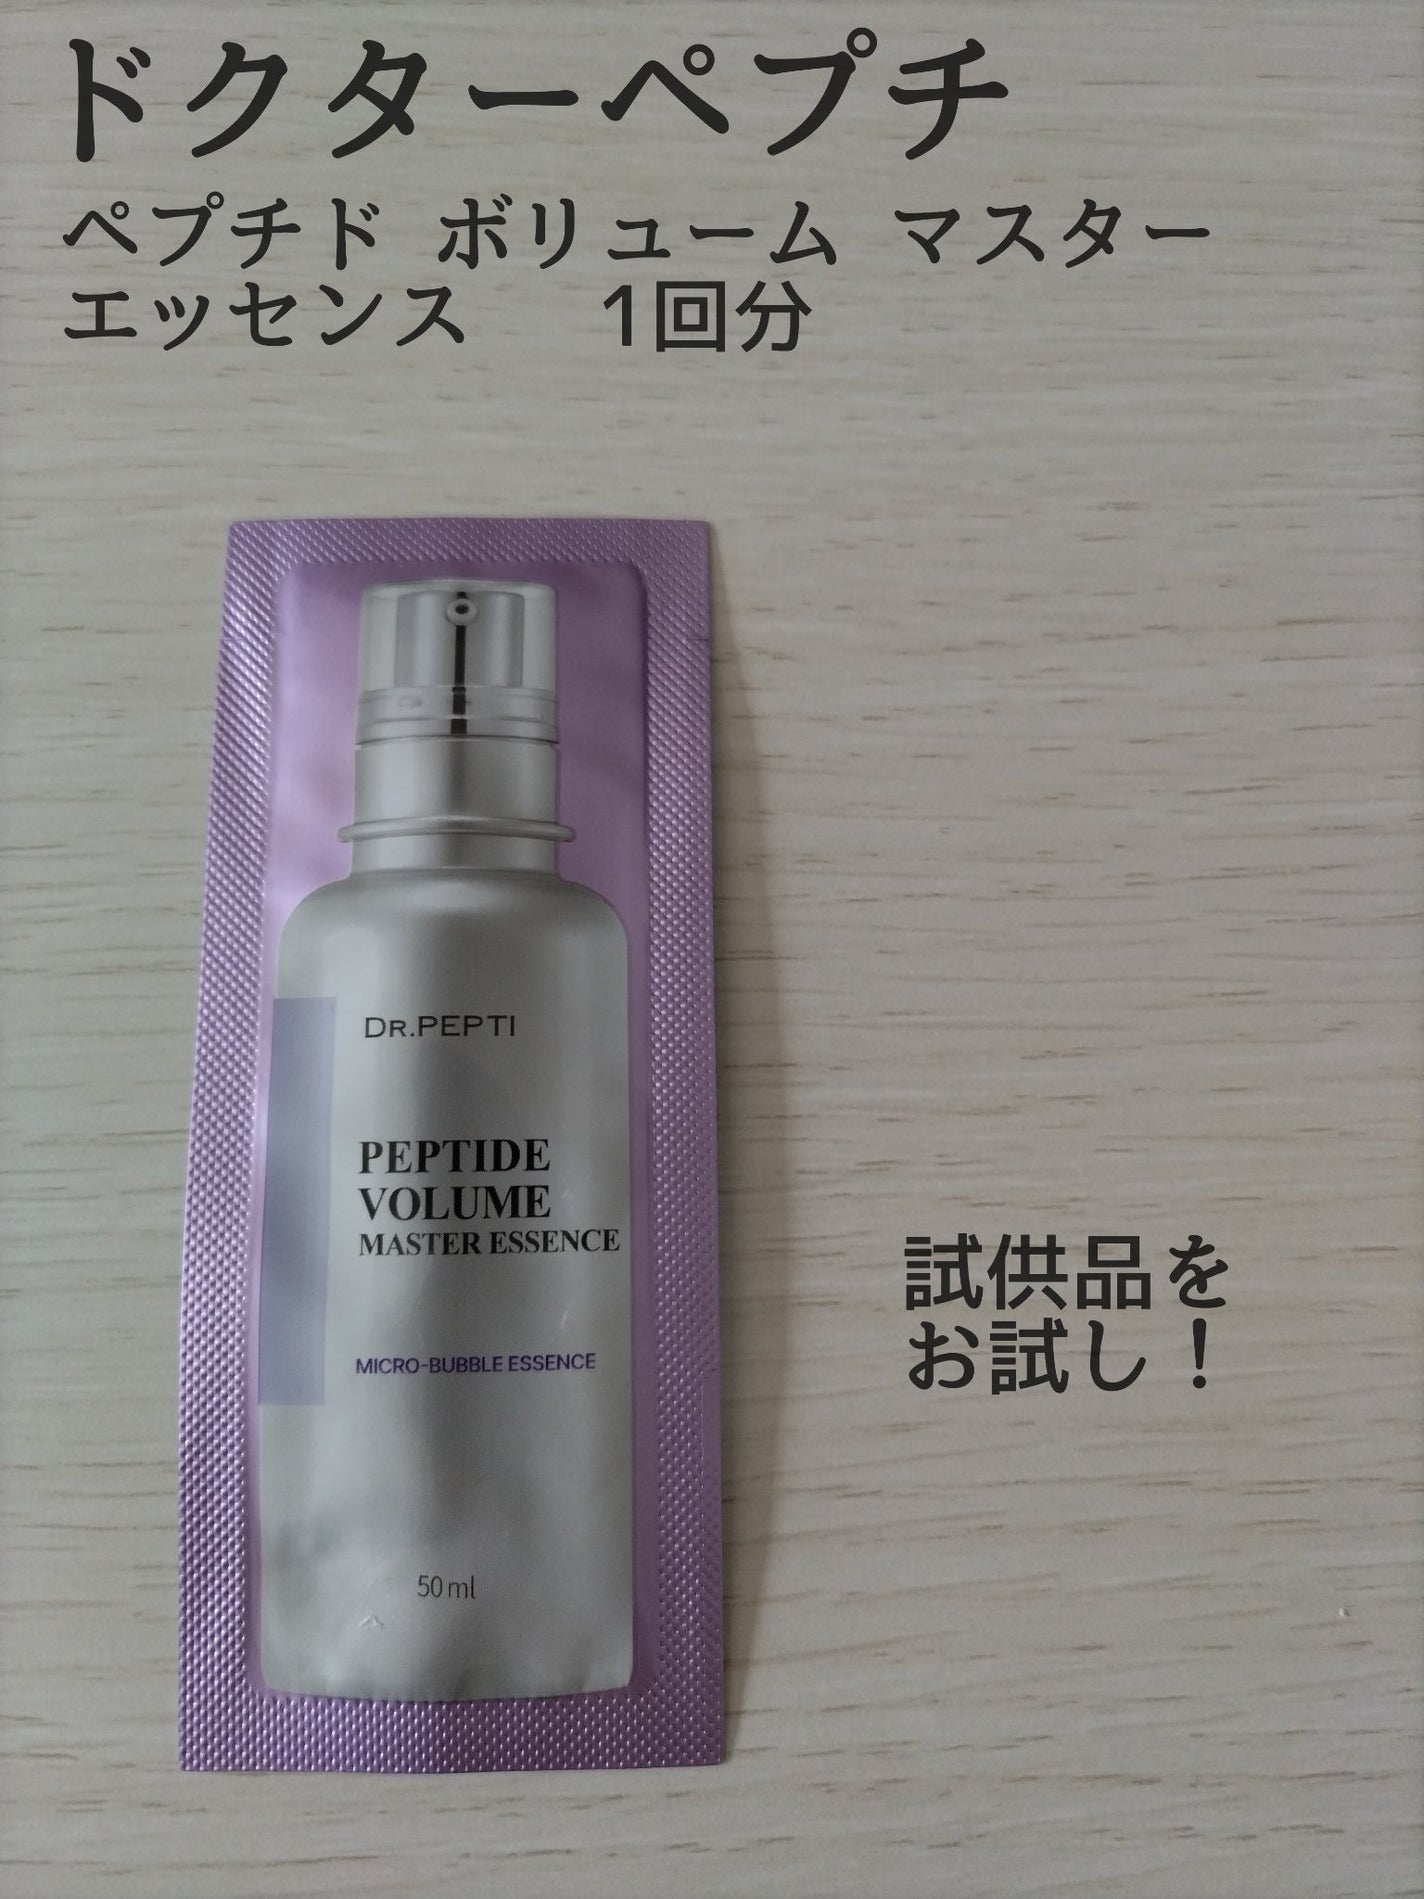 ドクターペプチ
ペプチド ボリューム マスター
エッセンス 1回分
DR.PEPTI
PEPTIDE
VOLUME
MASTER ESSENCE
MICRO-BUBBLE ESSENCE
50ml
試供品を
お試し！